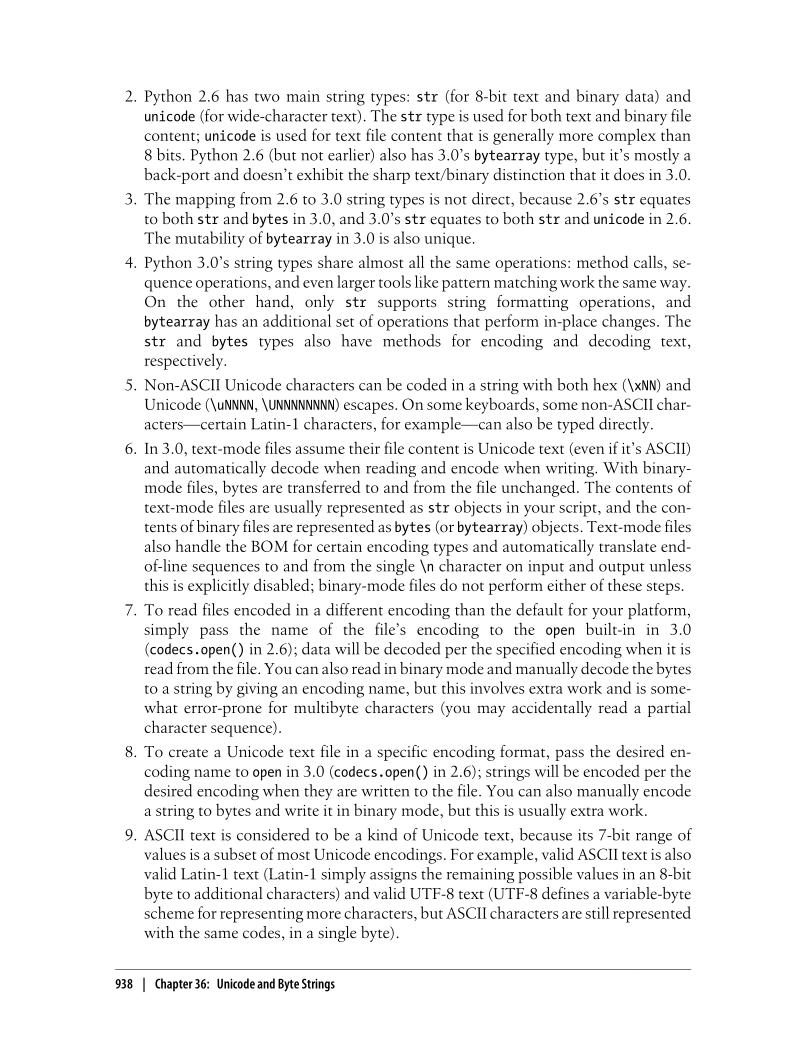 2. Python 2.6 has two main string types: str (for 8-bit text and binary data) and
unicode (for wide-character text). The str type is used for both text and binary file
content; unicode is used for text file content that is generally more complex than
8 bits. Python 2.6 (but not earlier) also has 3.0’s bytearray type, but it’s mostly a
back-port and doesn’t exhibit the sharp text/binary distinction that it does in 3.0.
3. The mapping from 2.6 to 3.0 string types is not direct, because 2.6’s str equates
to both str and bytes in 3.0, and 3.0’s str equates to both str and unicode in 2.6.
The mutability of bytearray in 3.0 is also unique.
4. Python 3.0’s string types share almost all the same operations: method calls, se-
quence operations, and even larger tools like pattern matching work the same way.
On the other hand, only str supports string formatting operations, and
bytearray has an additional set of operations that perform in-place changes. The
str and bytes types also have methods for encoding and decoding text,
respectively.
5. Non-ASCII Unicode characters can be coded in a string with both hex (\xNN) and
Unicode (\uNNNN, \UNNNNNNNN) escapes. On some keyboards, some non-ASCII char-
acters—certain Latin-1 characters, for example—can also be typed directly.
6. In 3.0, text-mode files assume their file content is Unicode text (even if it’s ASCII)
and automatically decode when reading and encode when writing. With binary-
mode files, bytes are transferred to and from the file unchanged. The contents of
text-mode files are usually represented as str objects in your script, and the con-
tents of binary files are represented as bytes (or bytearray) objects. Text-mode files
also handle the BOM for certain encoding types and automatically translate end-
of-line sequences to and from the single \n character on input and output unless
this is explicitly disabled; binary-mode files do not perform either of these steps.
7. To read files encoded in a different encoding than the default for your platform,
simply pass the name of the file’s encoding to the open built-in in 3.0
(codecs.open() in 2.6); data will be decoded per the specified encoding when it is
read from the file. You can also read in binary mode and manually decode the bytes
to a string by giving an encoding name, but this involves extra work and is some-
what error-prone for multibyte characters (you may accidentally read a partial
character sequence).
8. To create a Unicode text file in a specific encoding format, pass the desired en-
coding name to open in 3.0 (codecs.open() in 2.6); strings will be encoded per the
desired encoding when they are written to the file. You can also manually encode
a string to bytes and write it in binary mode, but this is usually extra work.
9. ASCII text is considered to be a kind of Unicode text, because its 7-bit range of
values is a subset of most Unicode encodings. For example, valid ASCII text is also
valid Latin-1 text (Latin-1 simply assigns the remaining possible values in an 8-bit
byte to additional characters) and valid UTF-8 text (UTF-8 defines a variable-byte
scheme for representing more characters, but ASCII characters are still represented
with the same codes, in a single byte).
938 | Chapter 36: Unicode and Byte Strings